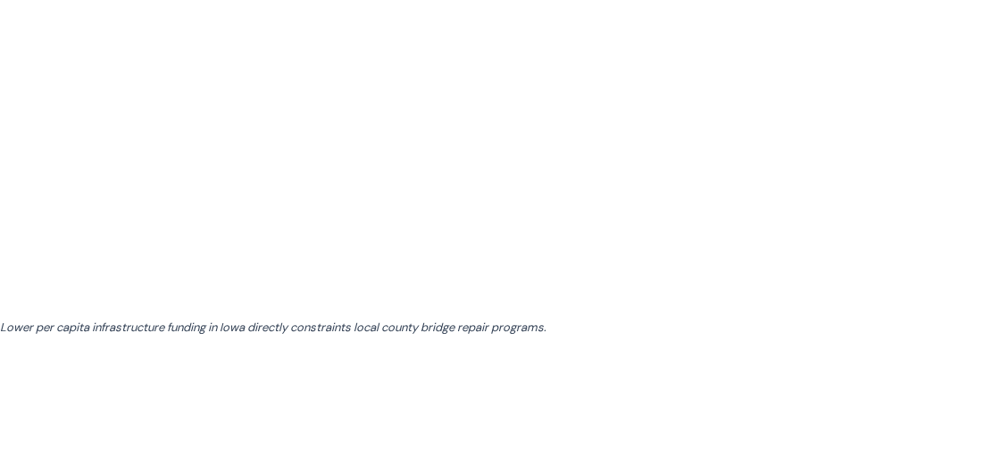 Lower per capita infrastructure funding in Iowa directly constraints local county bridge repair programs.